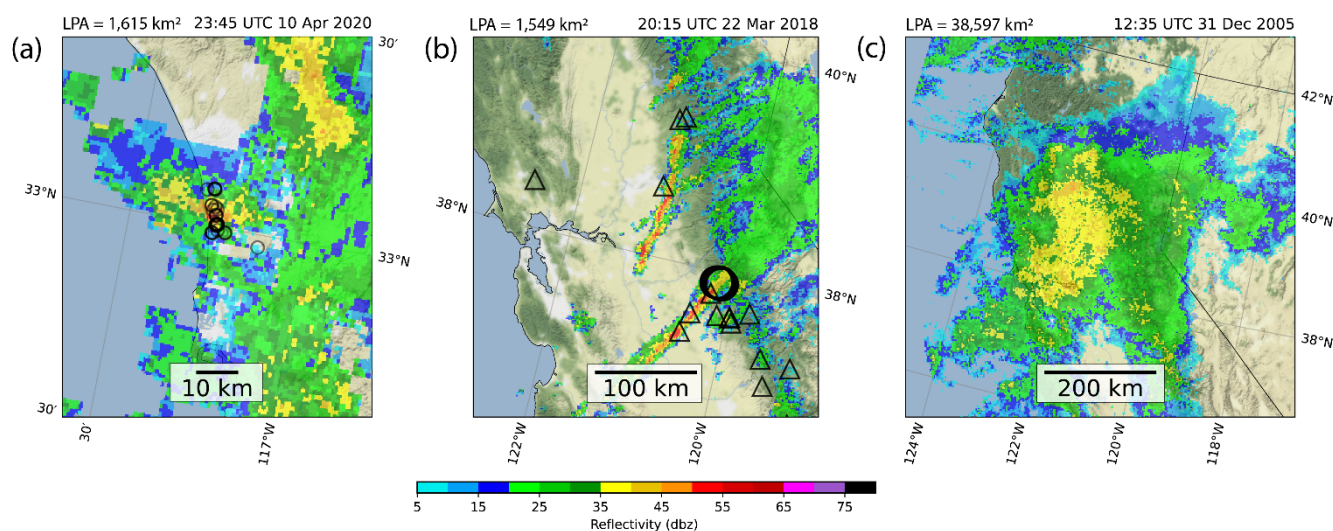 LPA = 1,615 km² 23:45 UTC 10 Apr 2020
LPA = 1,549 km² 20:15 UTC 22 Mar 2018
LPA = 38,597 km² 12:35 UTC 31 Dec 2005
(a)
30′
33°N
33°N
10 km
30′
30′
117°W
(b)
40°N
38°N
38°N
100 km
122°W
120°W
(c)
42°N
40°N
38°N
200 km
124°W
122°W
120°W
118°W
5 15 25 35 45 55 65 75
Reflectivity (dbz)